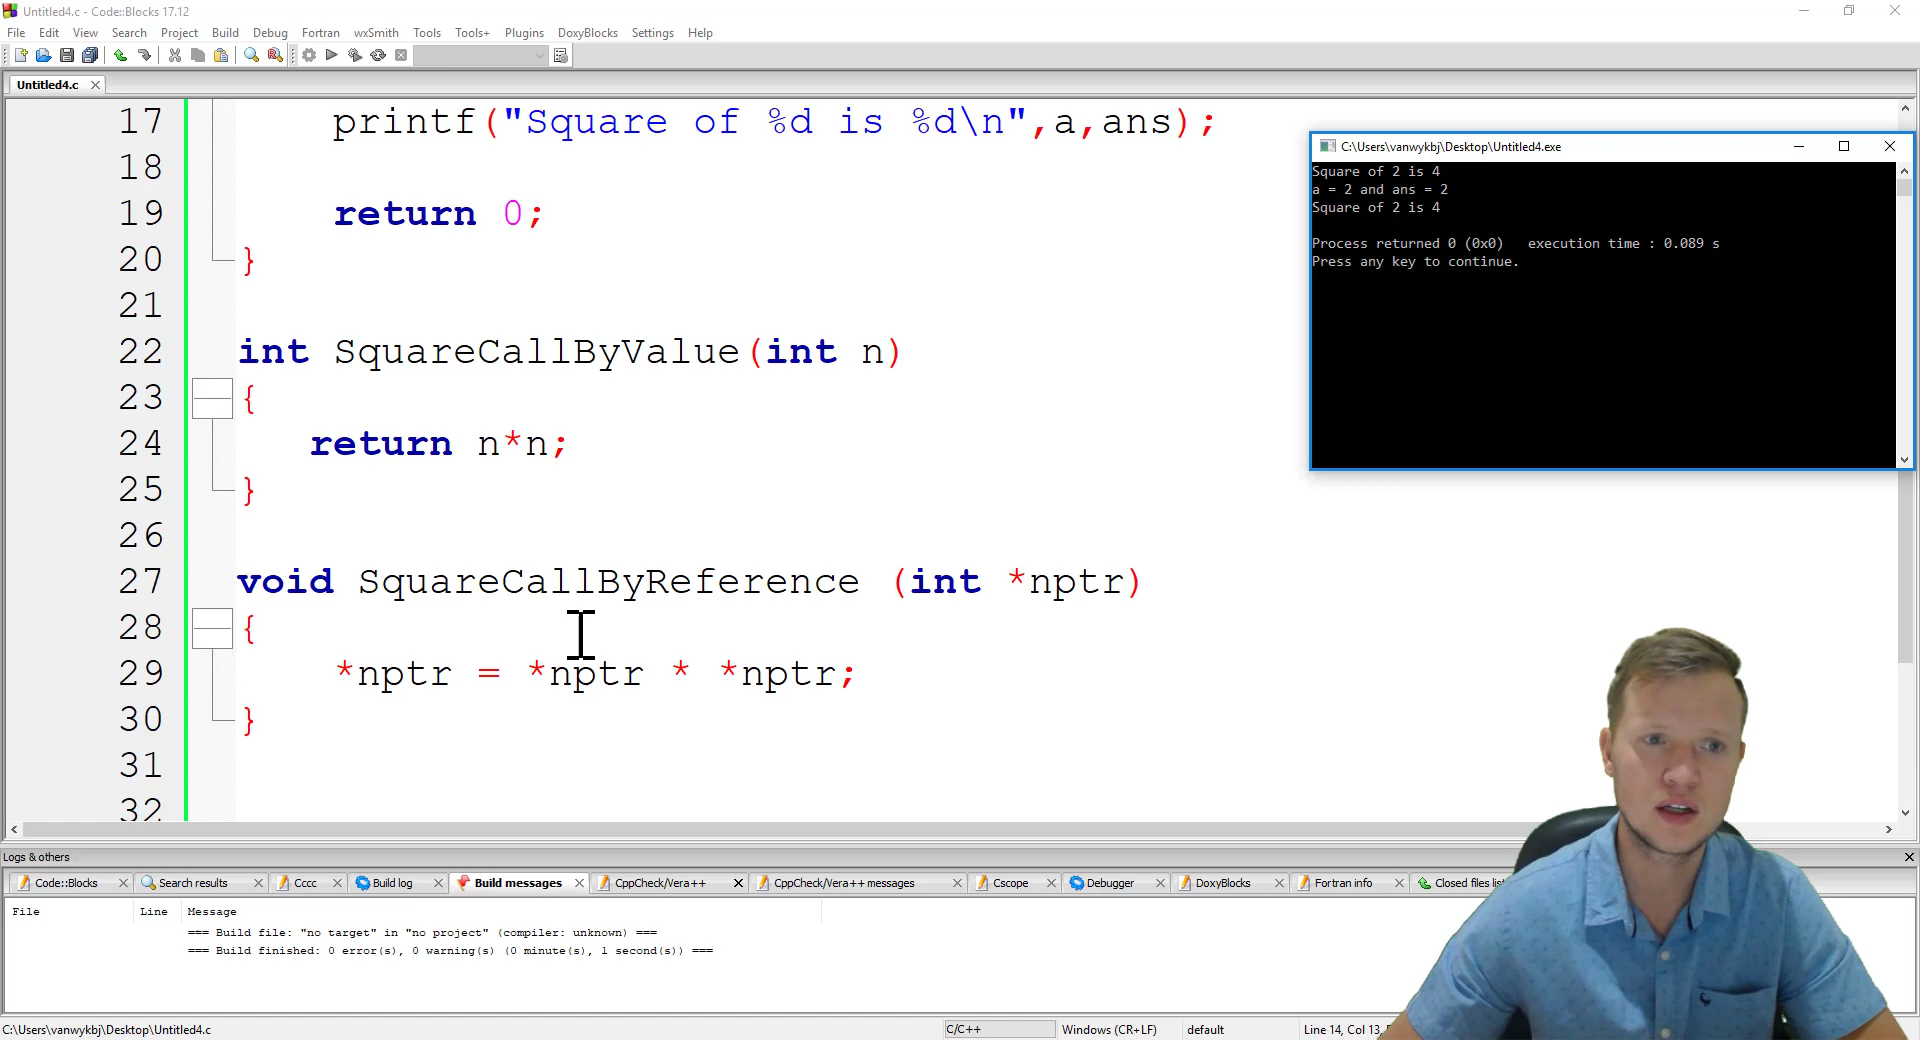 Untitled4.c - Code::Blocks 17.12
File Edit View Search Project Build Debug Fortran wxSmith Tools Tools+ Plugins DoxyBlocks Settings Help
Untitled4.c
17 printf("Square of %d is %d\n",a,ans);
18
19 return 0;
20 }
21
22 int SquareCallByValue(int n)
23 {
24 return n*n;
25 }
26
27 void SquareCallByReference (int *nptr)
28 {
29 *nptr = *nptr * *nptr;
30 }
31
32
C:\Users\vanwykbj\Desktop\Untitled4.exe
Square of 2 is 4
a = 2 and ans = 2
Square of 2 is 4
Process returned 0 (0x0) execution time : 0.089 s
Press any key to continue.
Logs & others
Code::Blocks Search results Cccc Build log Build messages CppCheck/Vera++ CppCheck/Vera++ messages Cscope Debugger DoxyBlocks Fortran info Closed files
File Line Message
=== Build file: "no target" in "no project" (compiler: unknown) ===
=== Build finished: 0 error(s), 0 warning(s) (0 minute(s), 1 second(s)) ===
C:\Users\vanwykbj\Desktop\Untitled4.c C/C++ Windows (CR+LF) default Line 14, Col 13,